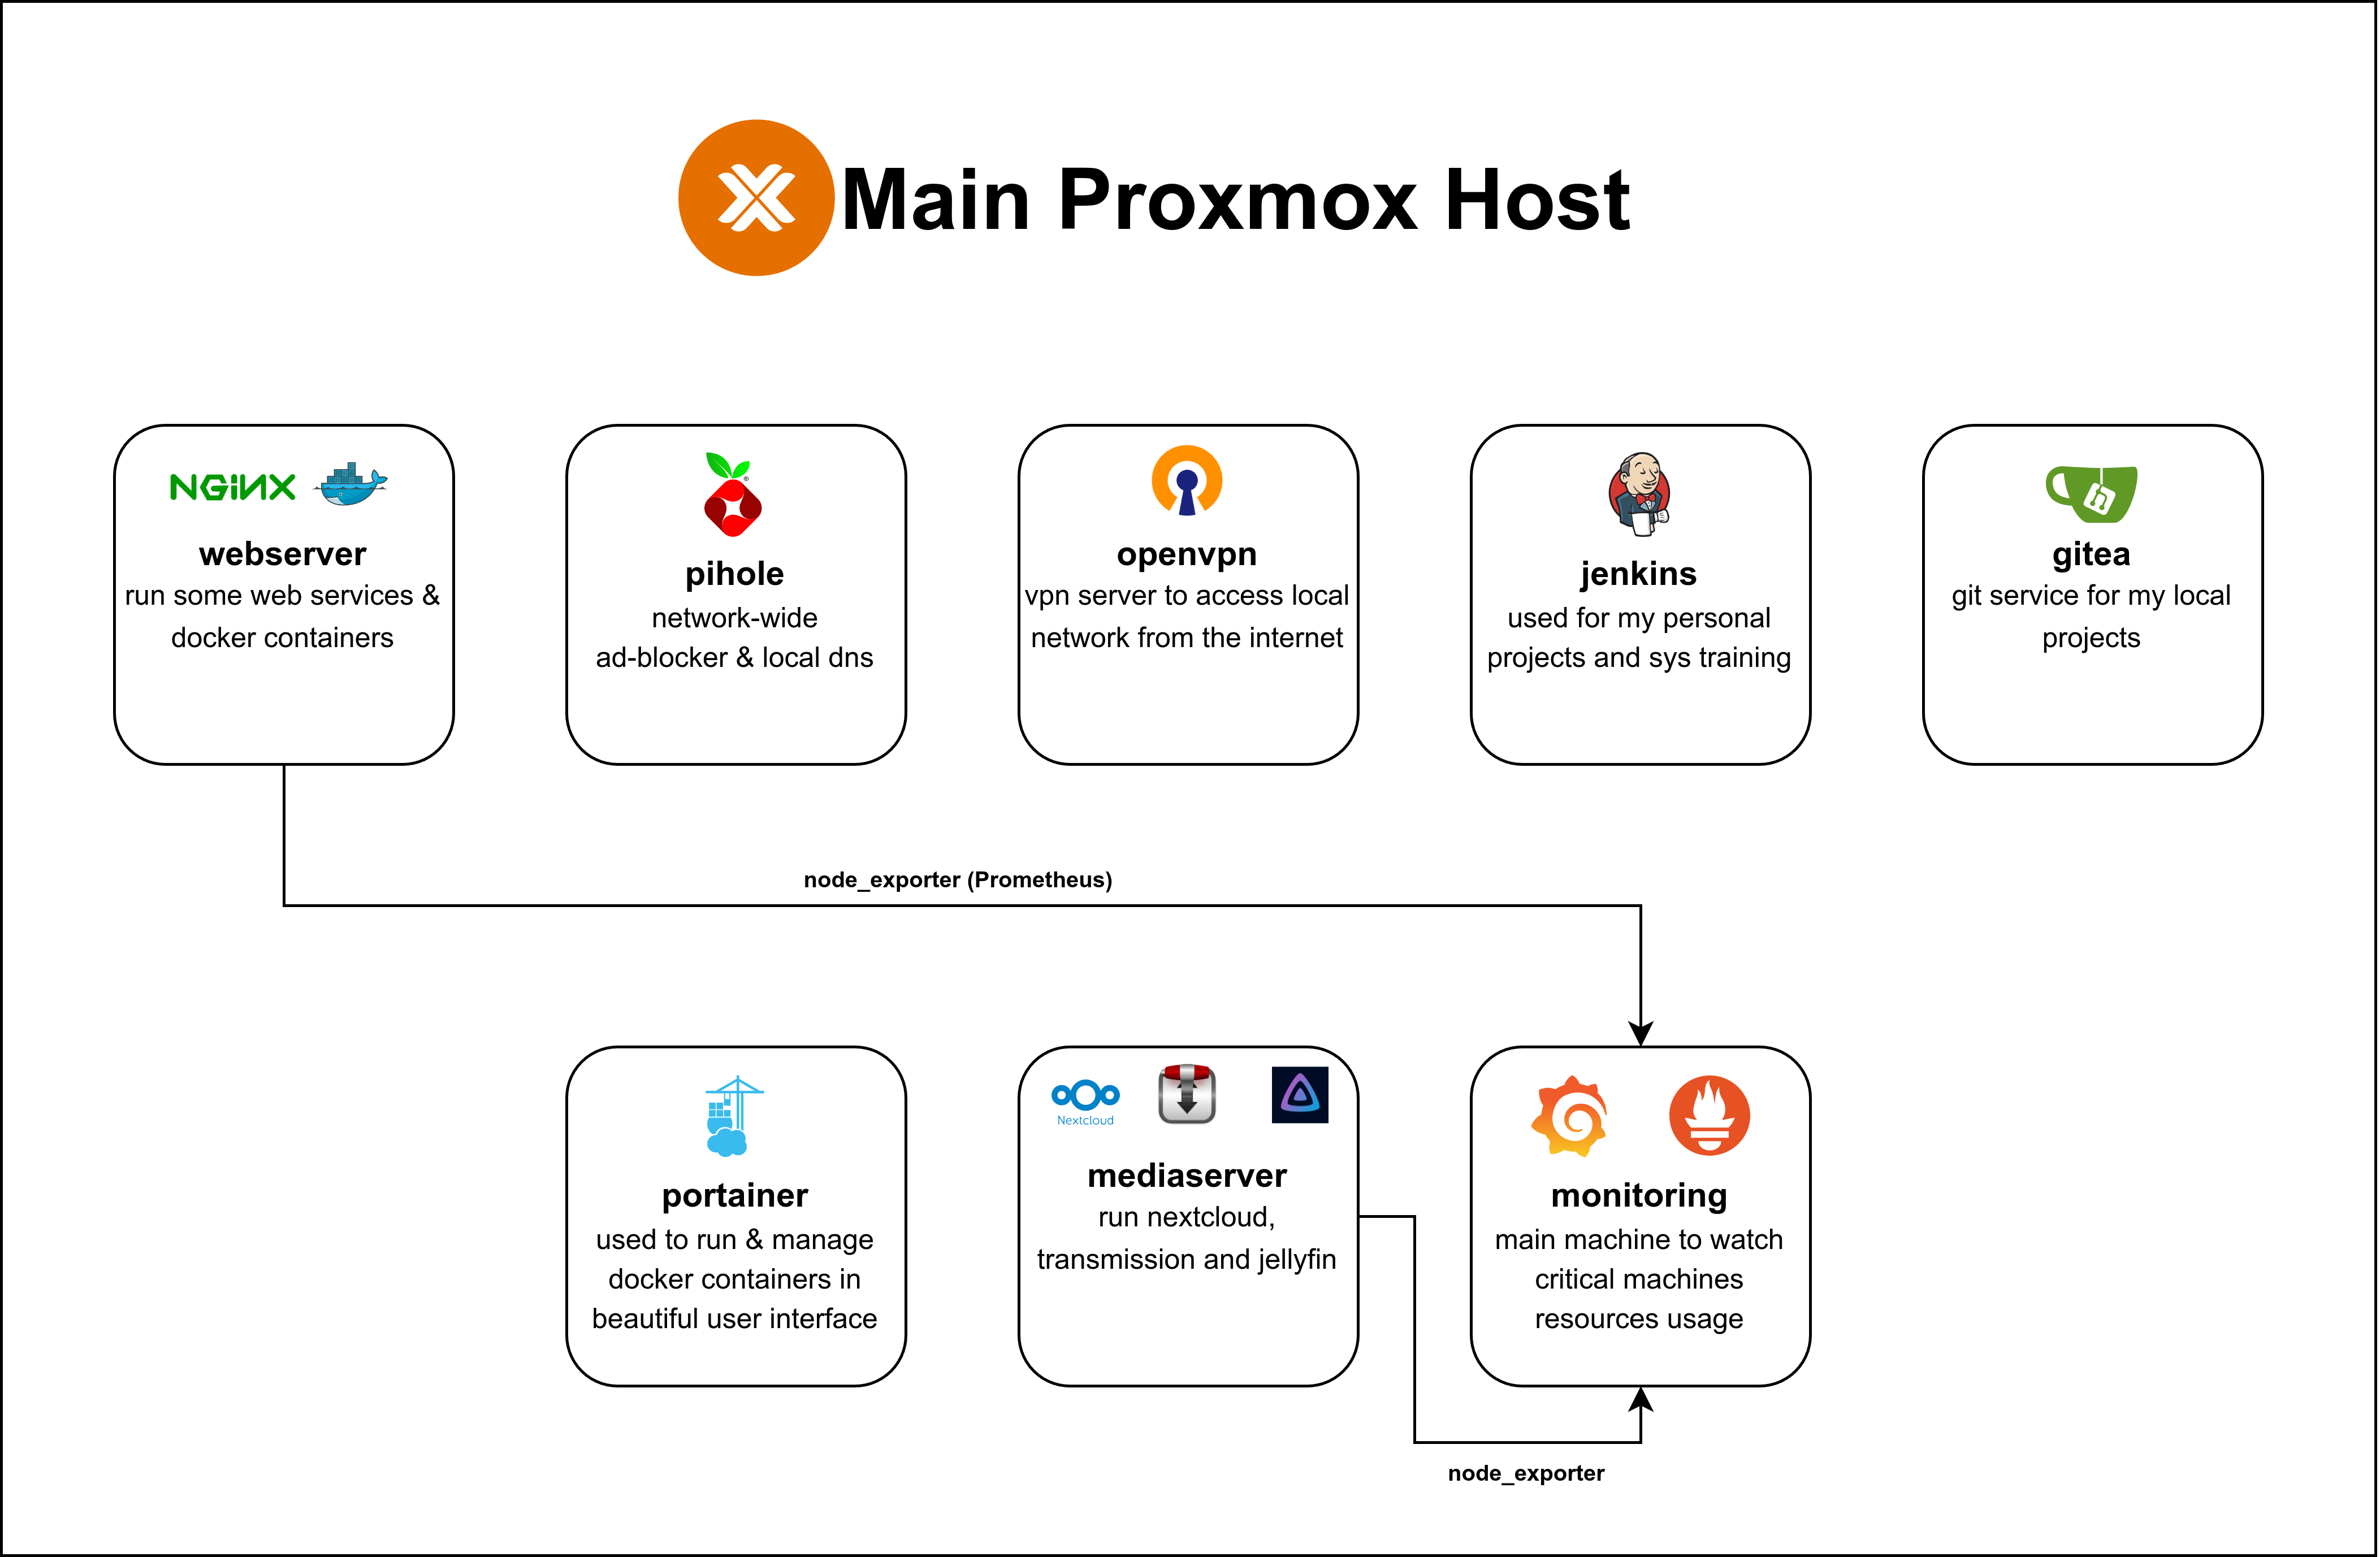 Main Proxmox Host
NGINX
webserver
run some web services &
docker containers
®
pihole
network-wide
ad-blocker & local dns
openvpn
vpn server to access local
network from the internet
jenkins
used for my personal
projects and sys training
gitea
git service for my local
projects
node_exporter (Prometheus)
portainer
used to run & manage
docker containers in
beautiful user interface
Nextcloud
mediaserver
run nextcloud,
transmission and jellyfin
monitoring
main machine to watch
critical machines
resources usage
node_exporter